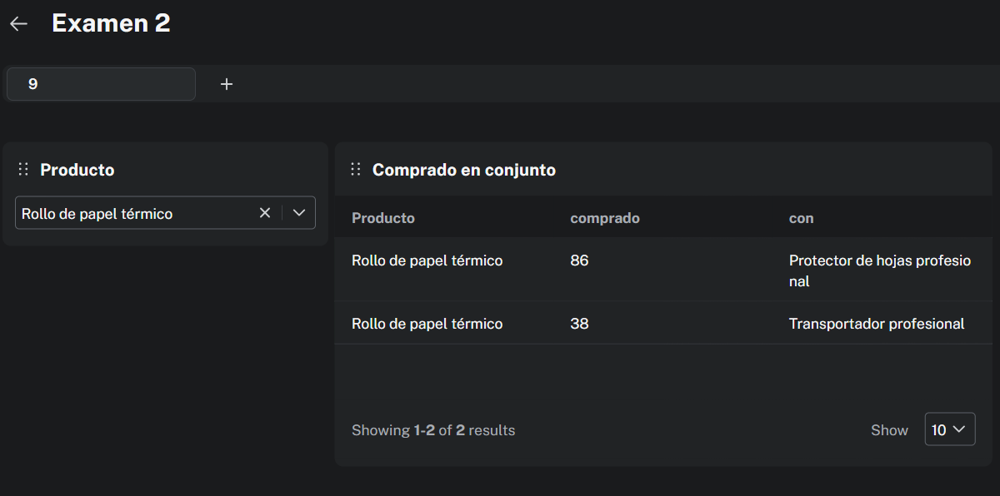 Examen 2
9
Producto
Rollo de papel térmico
Comprado en conjunto
Producto comprado con
Rollo de papel térmico 86 Protector de hojas profesio
nal
Rollo de papel térmico 38 Transportador profesional
Showing 1-2 of 2 results Show 10